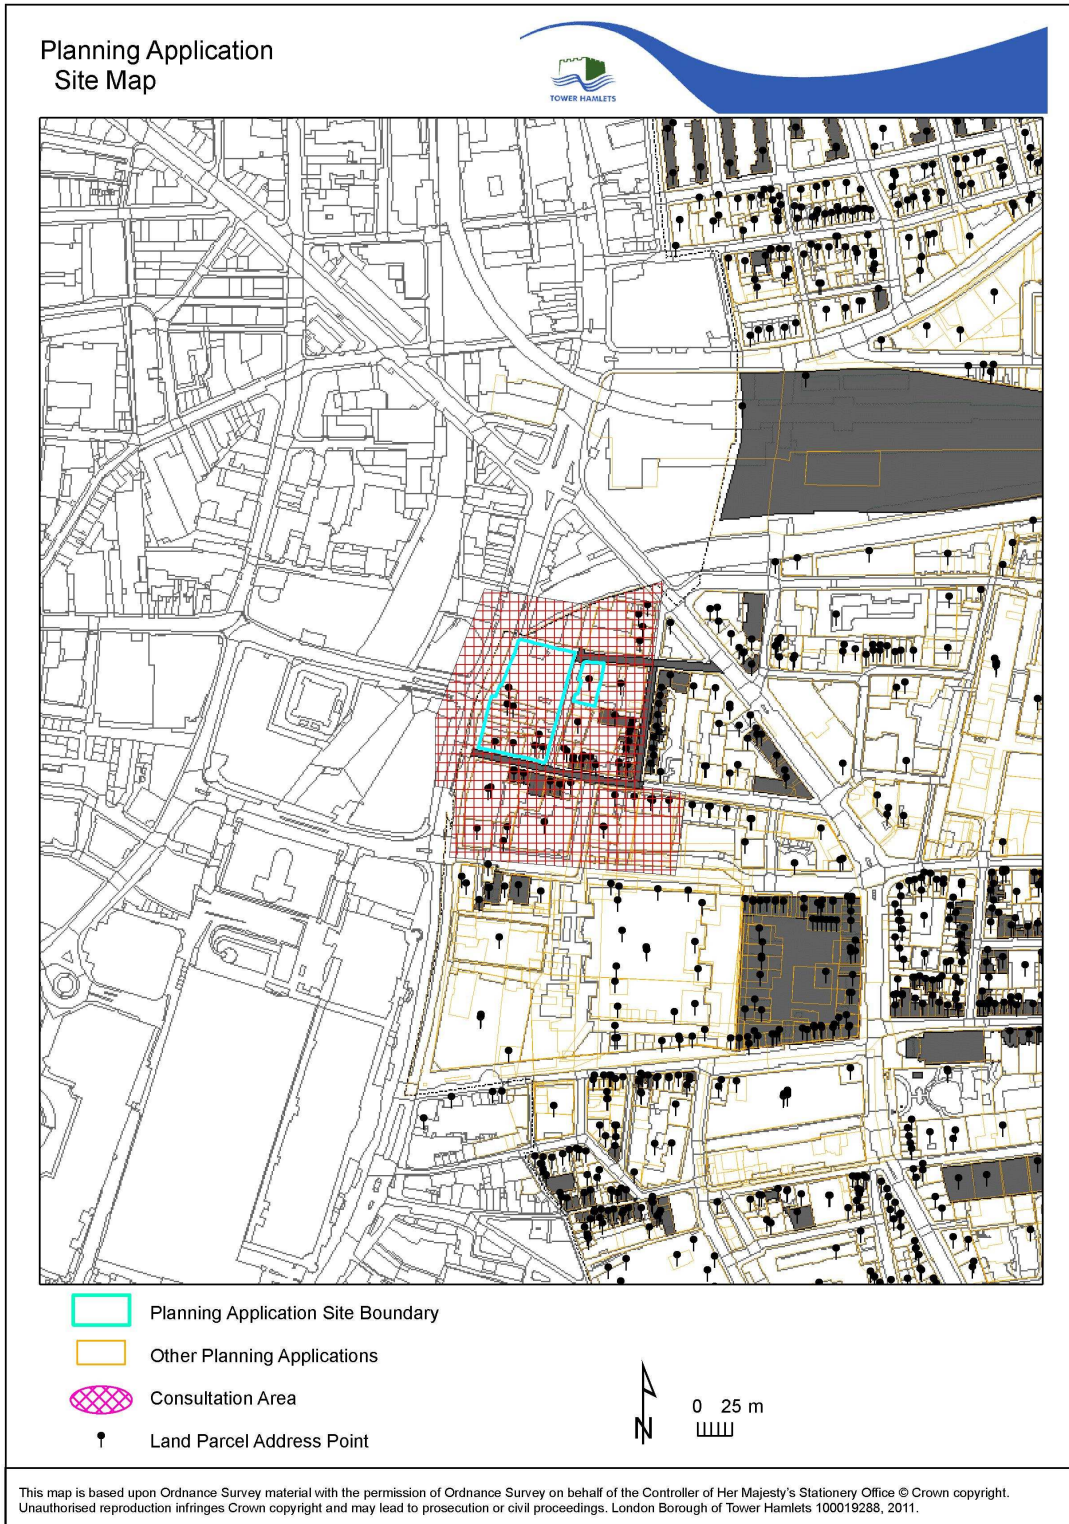 Planning Application
Site Map
TOWER HAMLETS
Planning Application Site Boundary
Other Planning Applications
Consultation Area
Land Parcel Address Point
N
0 25 m
This map is based upon Ordnance Survey material with the permission of Ordnance Survey on behalf of the Controller of Her Majesty's Stationery Office © Crown copyright.
Unauthorised reproduction infringes Crown copyright and may lead to prosecution or civil proceedings. London Borough of Tower Hamlets 100019288, 2011.